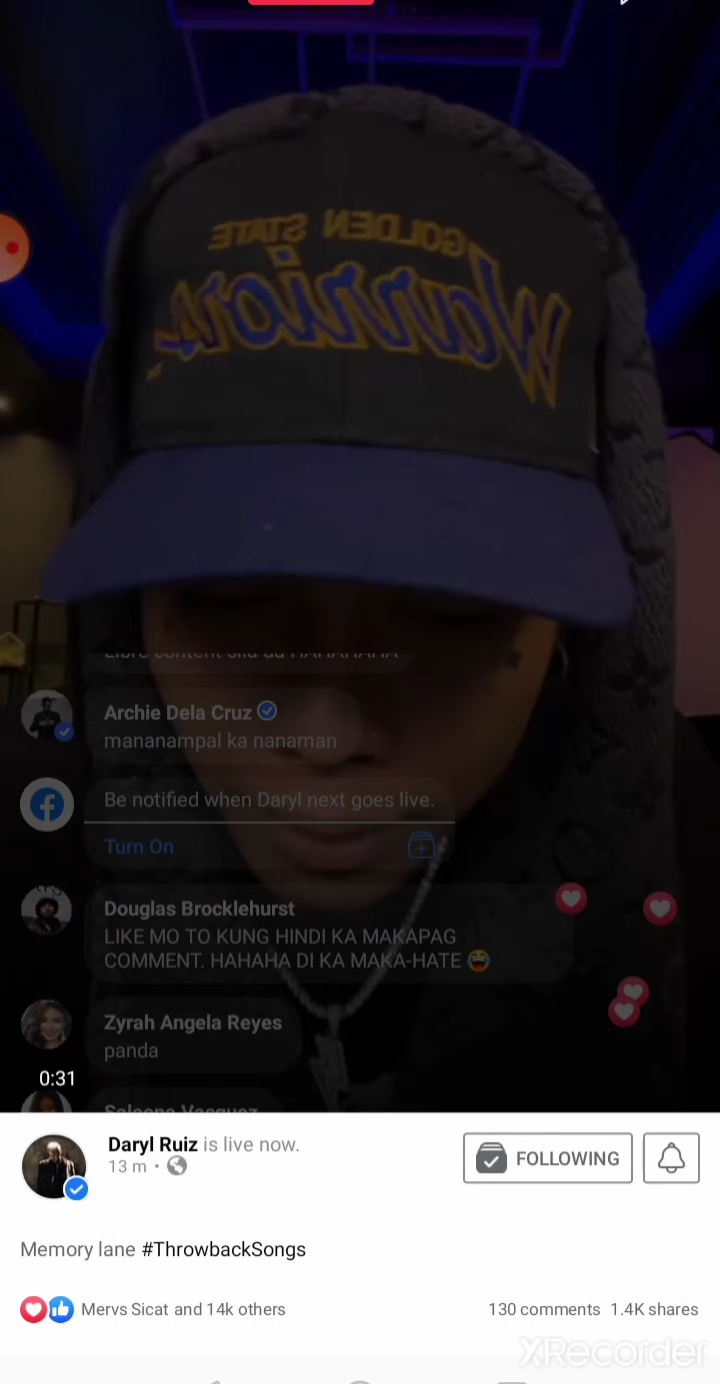 GOLDEN STATE
Warriors
Archie Dela Cruz
mananampal ka nanaman
Be notified when Daryl next goes live.
Turn On
Douglas Brocklehurst
LIKE MO TO KUNG HINDI KA MAKAPAG
COMMENT. HAHAHA DI KA MAKA-HATE
Zyrah Angela Reyes
panda
0:31
Daryl Ruiz is live now.
13 m
FOLLOWING
Memory lane #ThrowbackSongs
Mervs Sicat and 14k others
130 comments 1.4K shares
XRecorder